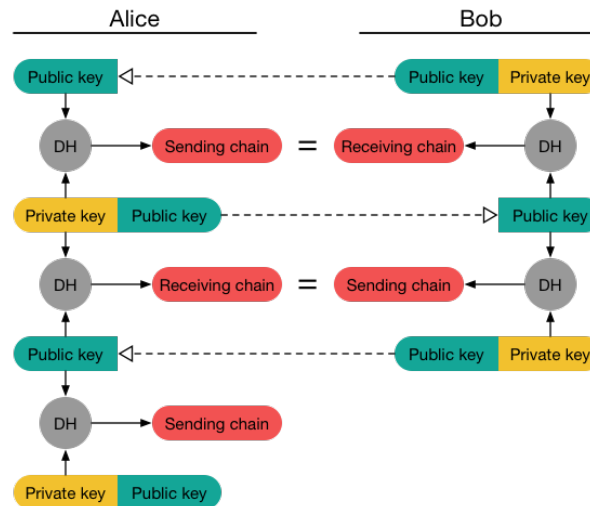 Alice Bob
Public key Public key Private key
DH Sending chain = Receiving chain DH
Private key Public key Public key
DH Receiving chain = Sending chain DH
Public key Public key Private key
DH Sending chain
Private key Public key